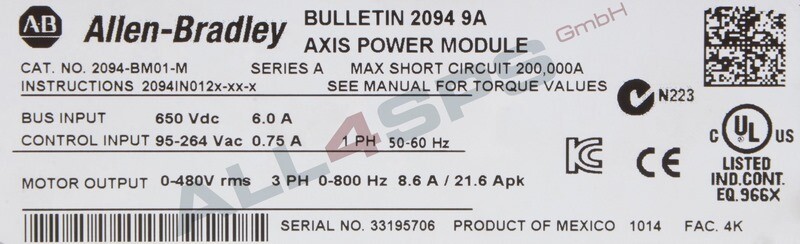 AB Allen-Bradley
BULLETIN 2094 9A
AXIS POWER MODULE
CAT. NO. 2094-BM01-M SERIES A MAX SHORT CIRCUIT 200,000A
INSTRUCTIONS 2094IN012x-xx-x SEE MANUAL FOR TORQUE VALUES
BUS INPUT 650 Vdc 6.0 A
CONTROL INPUT 95-264 Vac 0.75 A 1 PH 50-60 Hz
MOTOR OUTPUT 0-480V rms 3 PH 0-800 Hz 8.6 A / 21.6 Apk
N223
C UL US
LISTED
IND.CONT.
EQ.966X
SERIAL NO. 33195706 PRODUCT OF MEXICO 1014 FAC. 4K
ALL4SPS GmbH